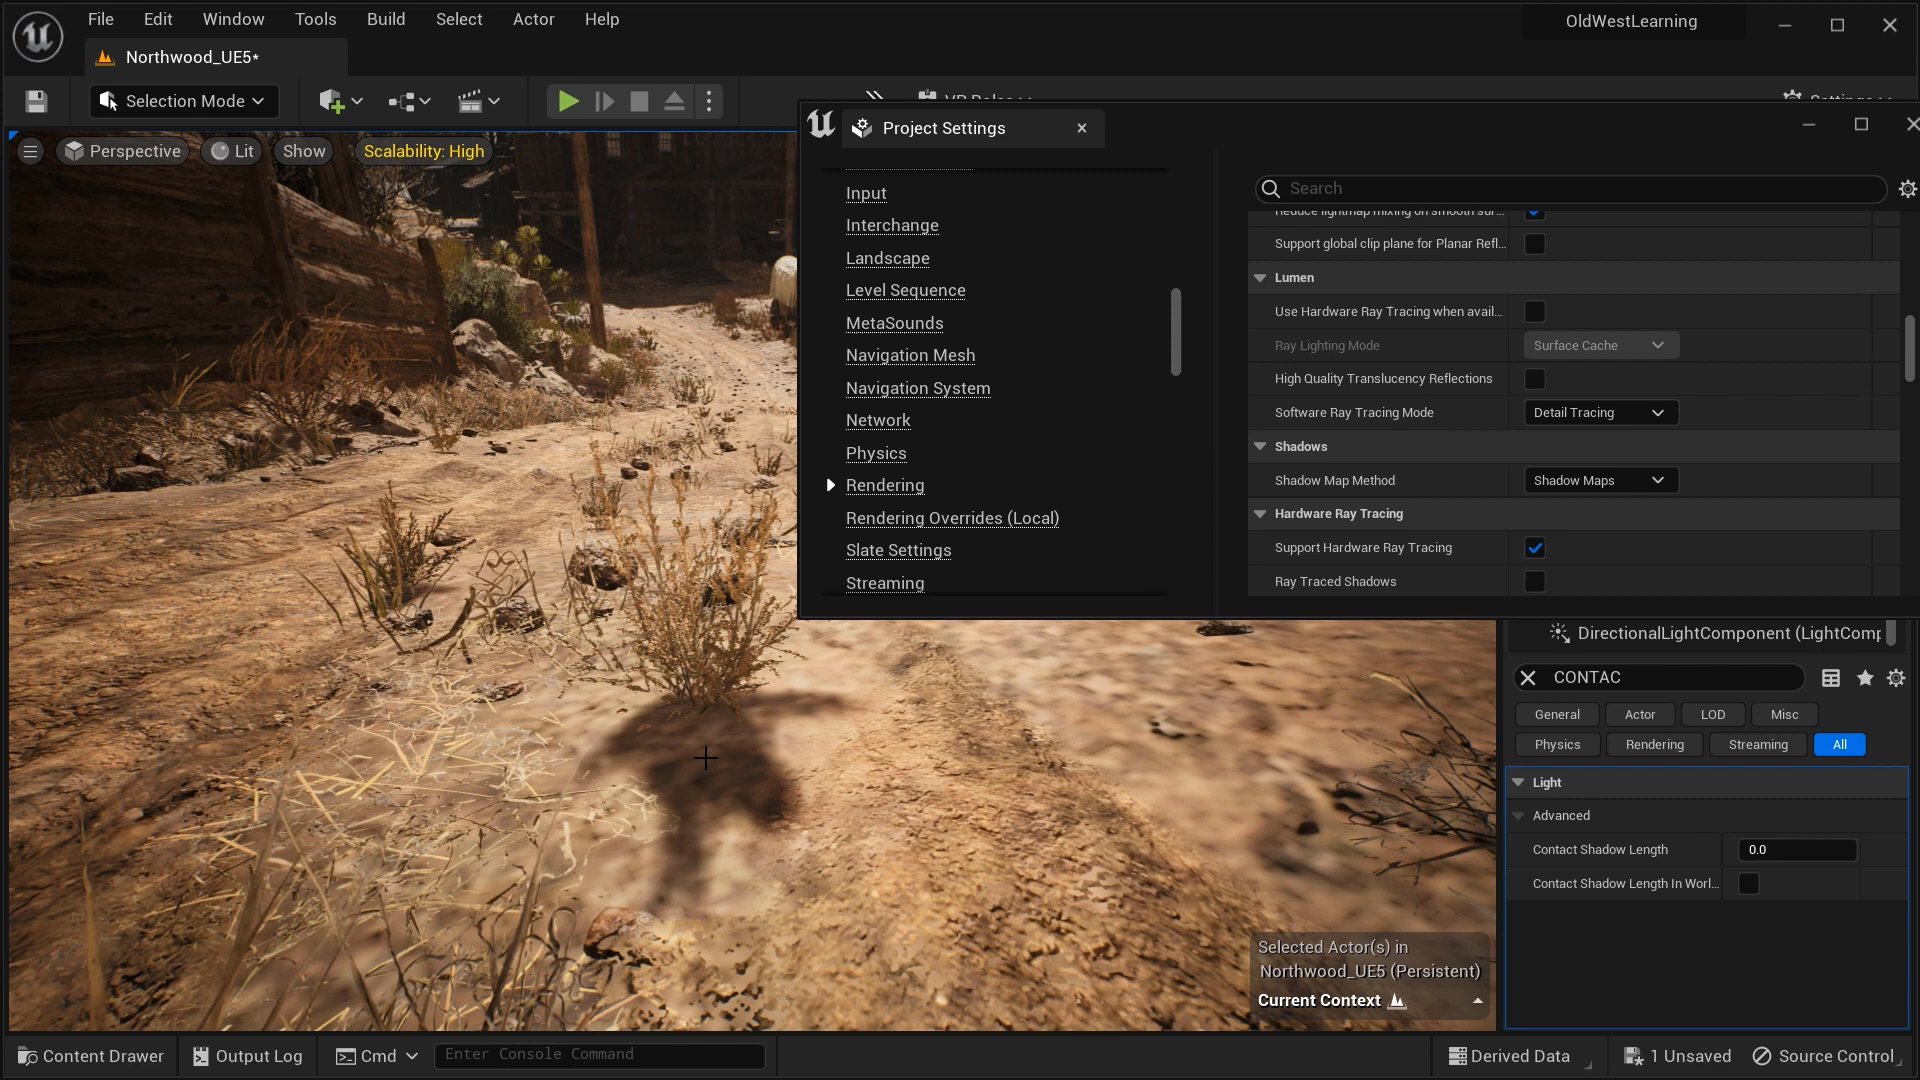 File Edit Window Tools Build Select Actor Help
OldWestLearning
Northwood_UE5*
Selection Mode
Perspective Lit Show Scalability: High
Project Settings
Input
Interchange
Landscape
Level Sequence
MetaSounds
Navigation Mesh
Navigation System
Network
Physics
Rendering
Rendering Overrides (Local)
Slate Settings
Streaming
Search
Reduce lightmap mixing on smooth sur...
Support global clip plane for Planar Refl...
Lumen
Use Hardware Ray Tracing when avail...
Ray Lighting Mode Surface Cache
High Quality Translucency Reflections
Software Ray Tracing Mode Detail Tracing
Shadows
Shadow Map Method Shadow Maps
Hardware Ray Tracing
Support Hardware Ray Tracing
Ray Traced Shadows
DirectionalLightComponent (LightComp
CONTAC
General Actor LOD Misc
Physics Rendering Streaming All
Light
Advanced
Contact Shadow Length 0.0
Contact Shadow Length In Worl...
Selected Actor(s) in
Northwood_UE5 (Persistent)
Current Context
Content Drawer Output Log Cmd Enter Console Command Derived Data 1 Unsaved Source Control